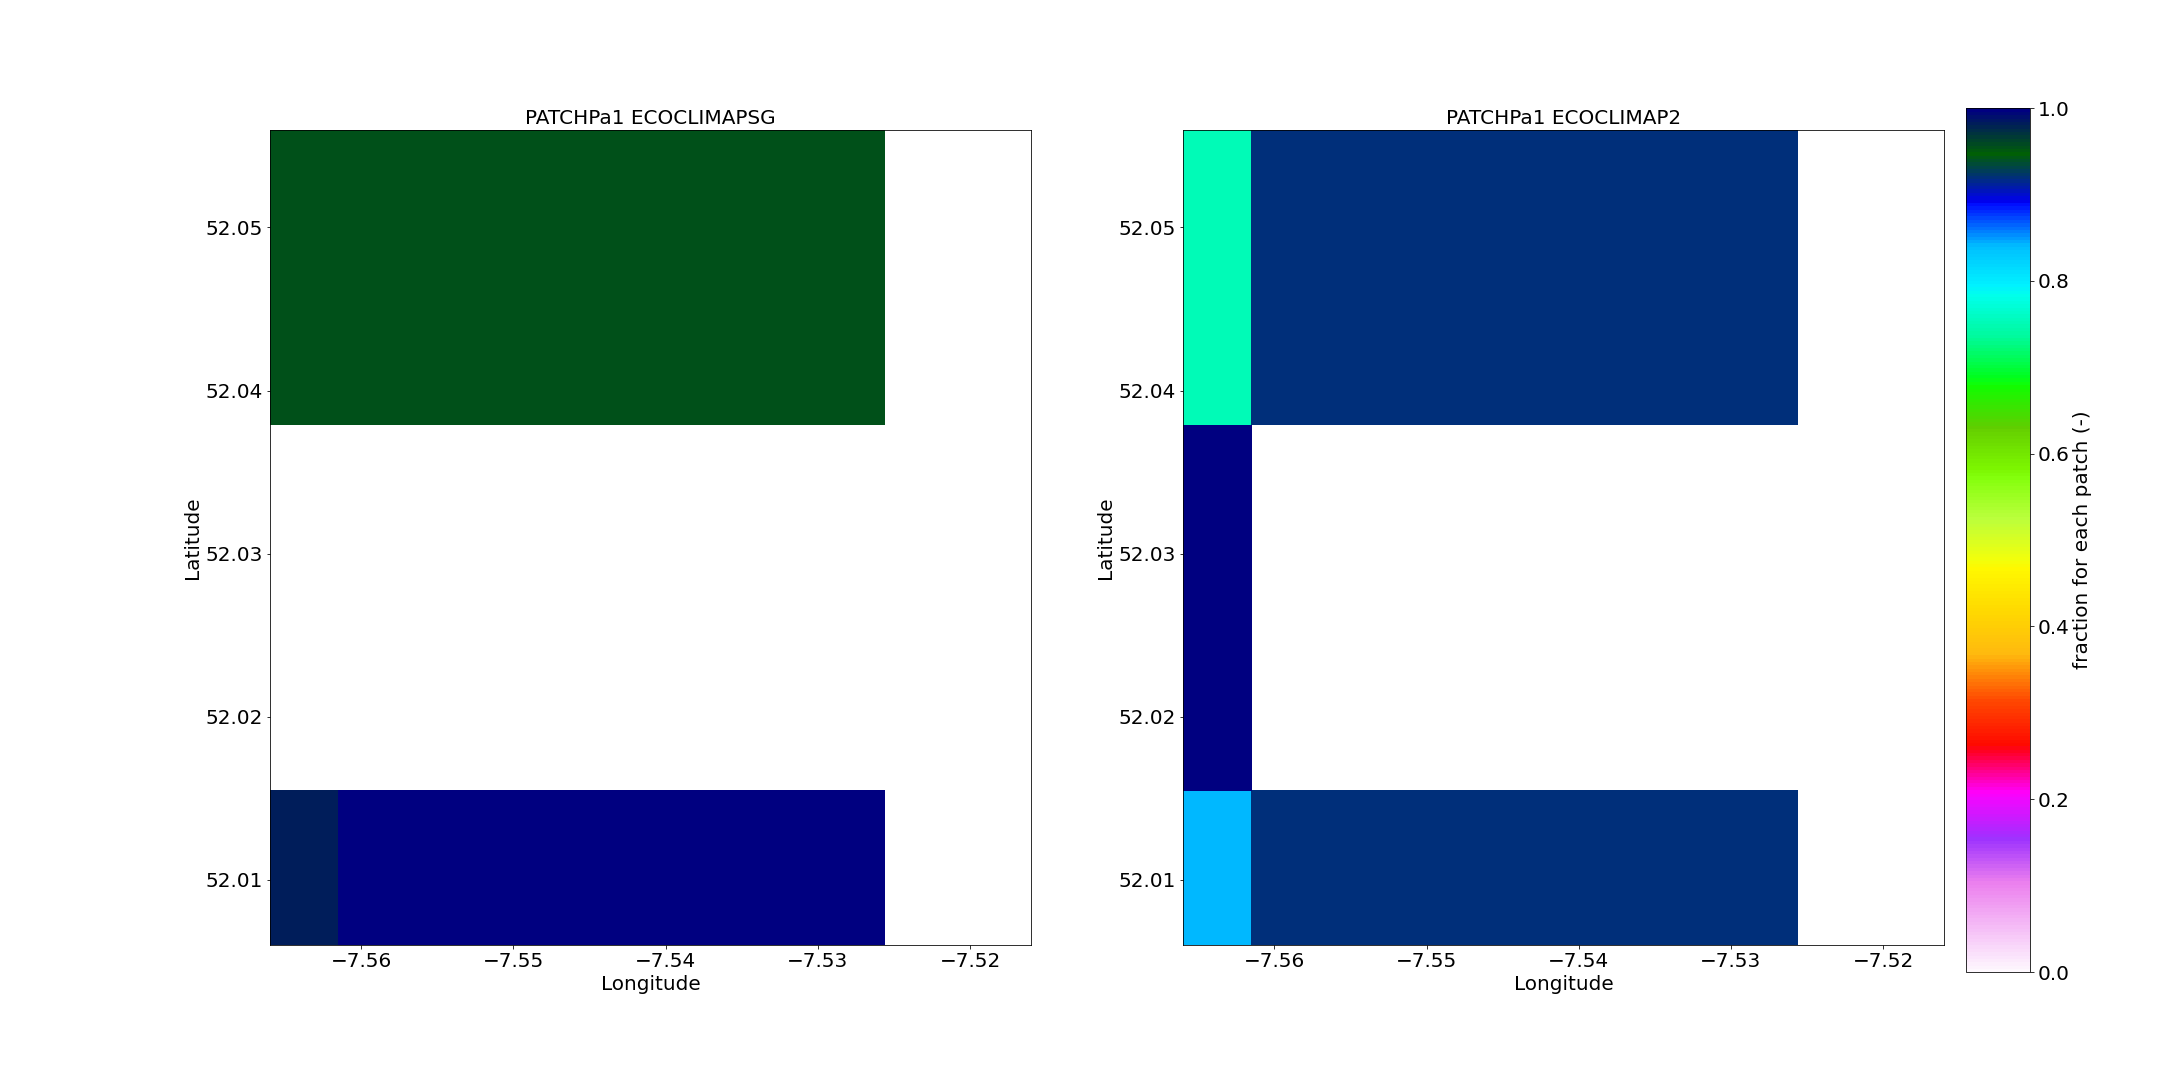 PATCHPa1 ECOCLIMAPSG
52.05
52.04
52.03
52.02
52.01
Latitude
−7.56 −7.55 −7.54 −7.53 −7.52
Longitude
PATCHPa1 ECOCLIMAP2
52.05
52.04
52.03
52.02
52.01
Latitude
−7.56 −7.55 −7.54 −7.53 −7.52
Longitude
1.0
0.8
0.6
0.4
0.2
0.0
fraction for each patch (-)